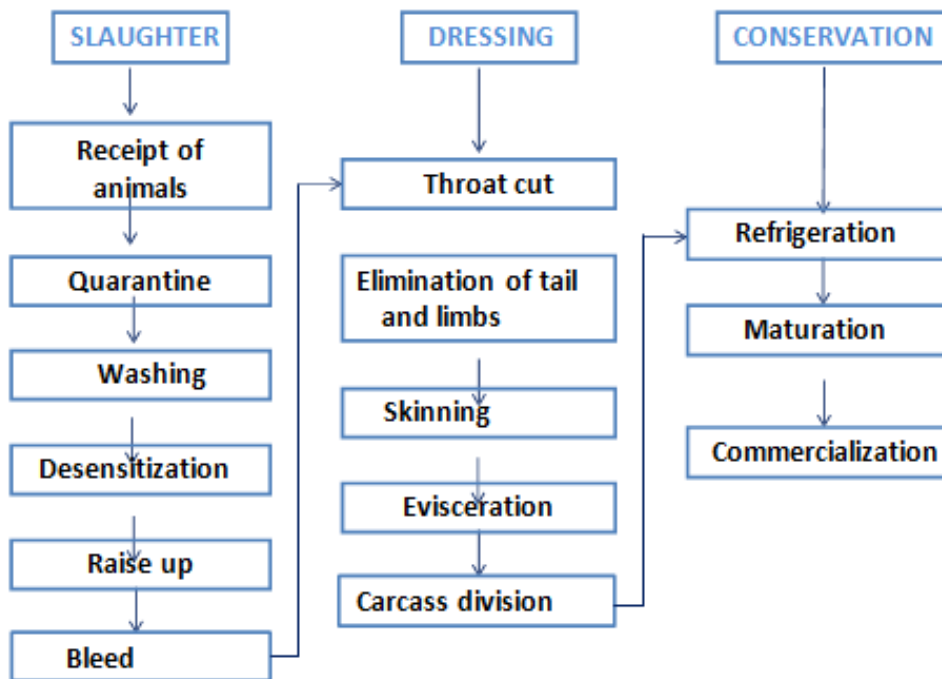 SLAUGHTER
Receipt of
animals
Quarantine
Washing
Desensitization
Raise up
Bleed
DRESSING
Throat cut
Elimination of tail
and limbs
Skinning
Evisceration
Carcass division
CONSERVATION
Refrigeration
Maturation
Commercialization